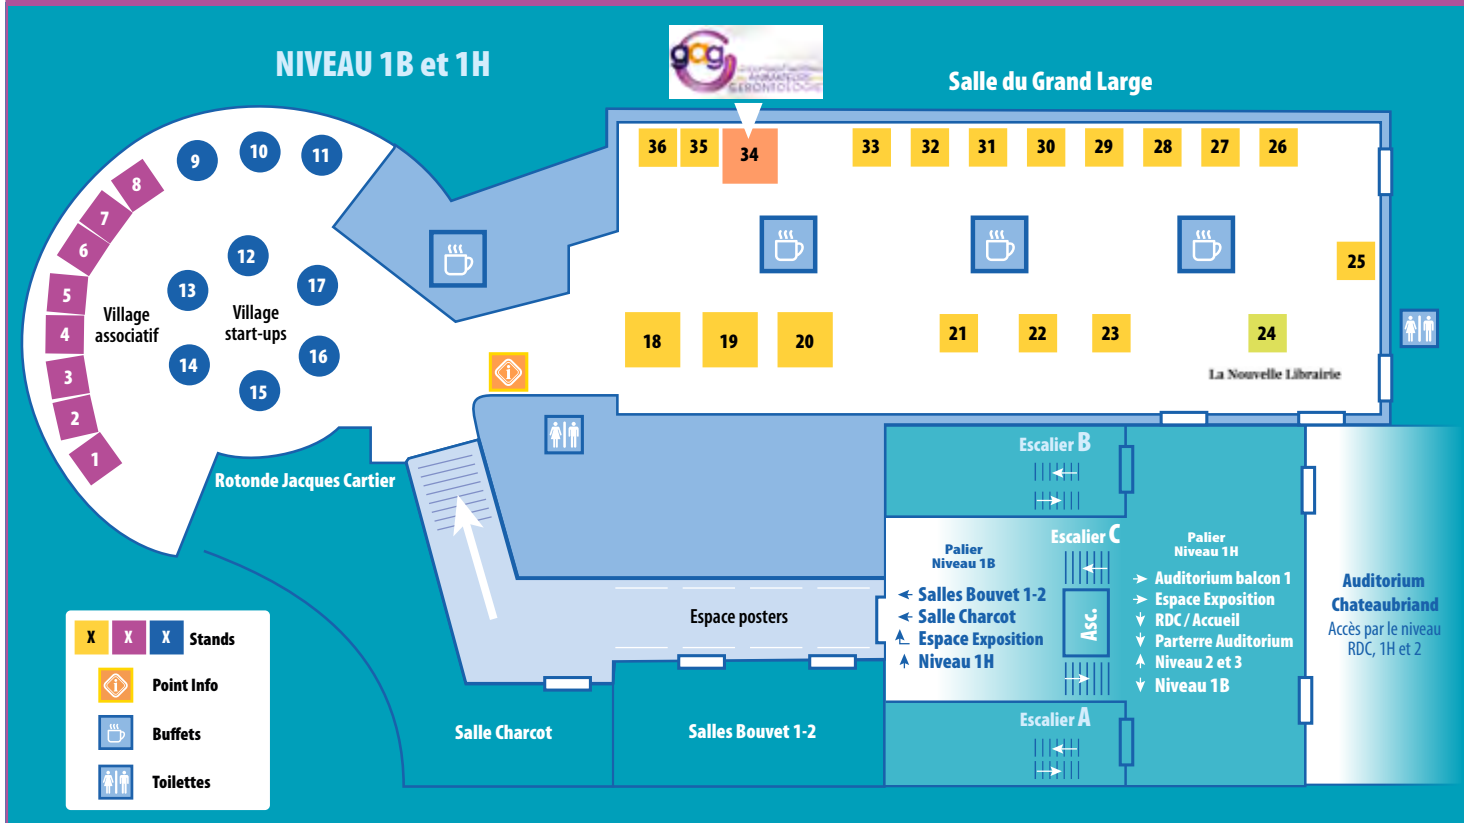 NIVEAU 1B et 1H
gag
ANIMATEURS
GERONTOLOGIE
Salle du Grand Large
36
35
34
33
32
31
30
29
28
27
26
25
18
19
20
21
22
23
24
La Nouvelle Librairie
9
10
11
8
7
6
5
4
3
2
1
12
13
17
14
16
15
Village
associatif
Village
start-ups
Rotonde Jacques Cartier
Espace posters
Salle Charcot
Salles Bouvet 1-2
Escalier B
Escalier C
Asc.
Escalier A
Palier
Niveau 1B
Salles Bouvet 1-2
Salle Charcot
Espace Exposition
Niveau 1H
Palier
Niveau 1H
Auditorium balcon 1
Espace Exposition
RDC / Accueil
Parterre Auditorium
Niveau 2 et 3
Niveau 1B
Auditorium
Chateaubriand
Accès par le niveau
RDC, 1H et 2
X X X Stands
Point Info
Buffets
Toilettes